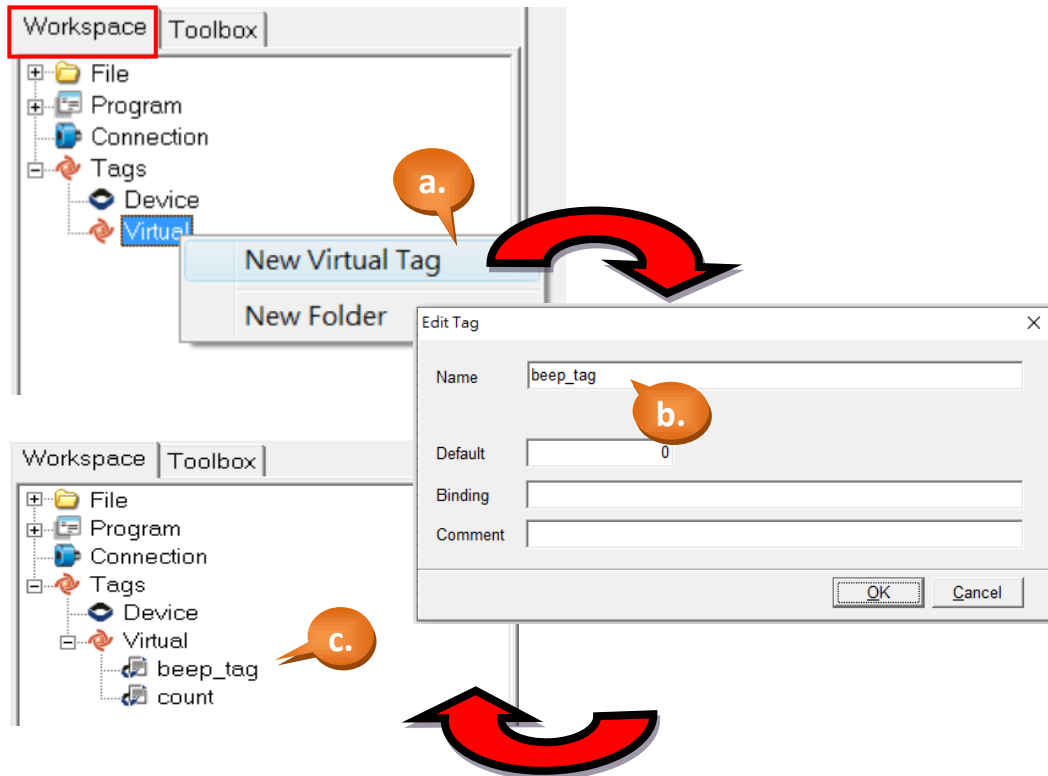 Workspace Toolbox
File
Program
Connection
Tags
Device
Virtual
a.
New Virtual Tag
New Folder
Edit Tag
Name beep_tag
b.
Default 0
Binding
Comment
OK Cancel
Workspace Toolbox
File
Program
Connection
Tags
Device
Virtual
c.
beep_tag
count